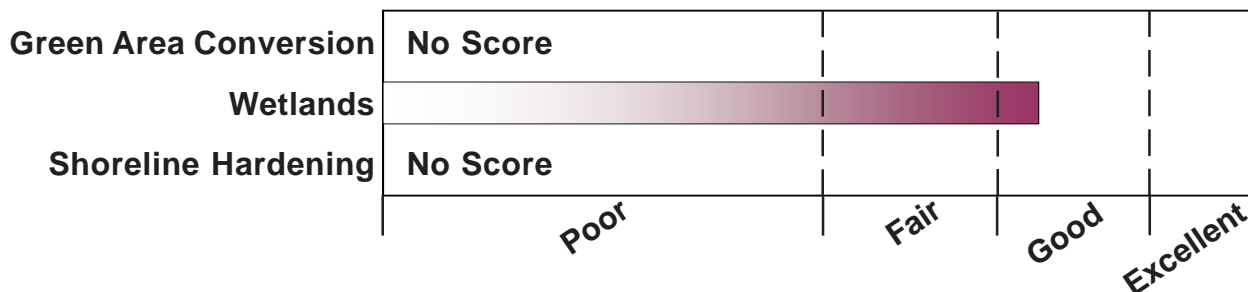 Green Area Conversion No Score
Wetlands
Shoreline Hardening No Score
Poor Fair Good Excellent